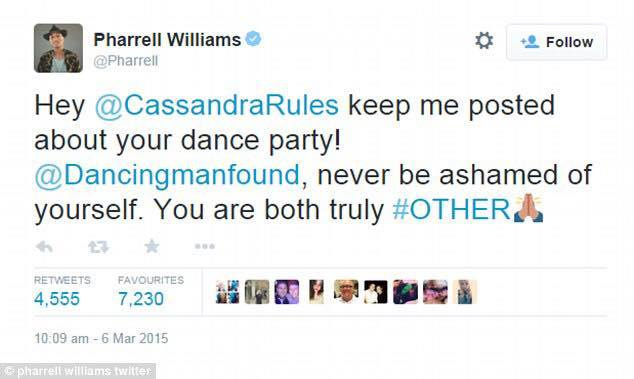 Pharrell Williams
@Pharrell
Follow
Hey @CassandraRules keep me posted
about your dance party!
@Dancingmanfound, never be ashamed of
yourself. You are both truly #OTHER🙏
RETWEETS FAVOURITES
4,555 7,230
10:09 am - 6 Mar 2015
© pharrell williams twitter